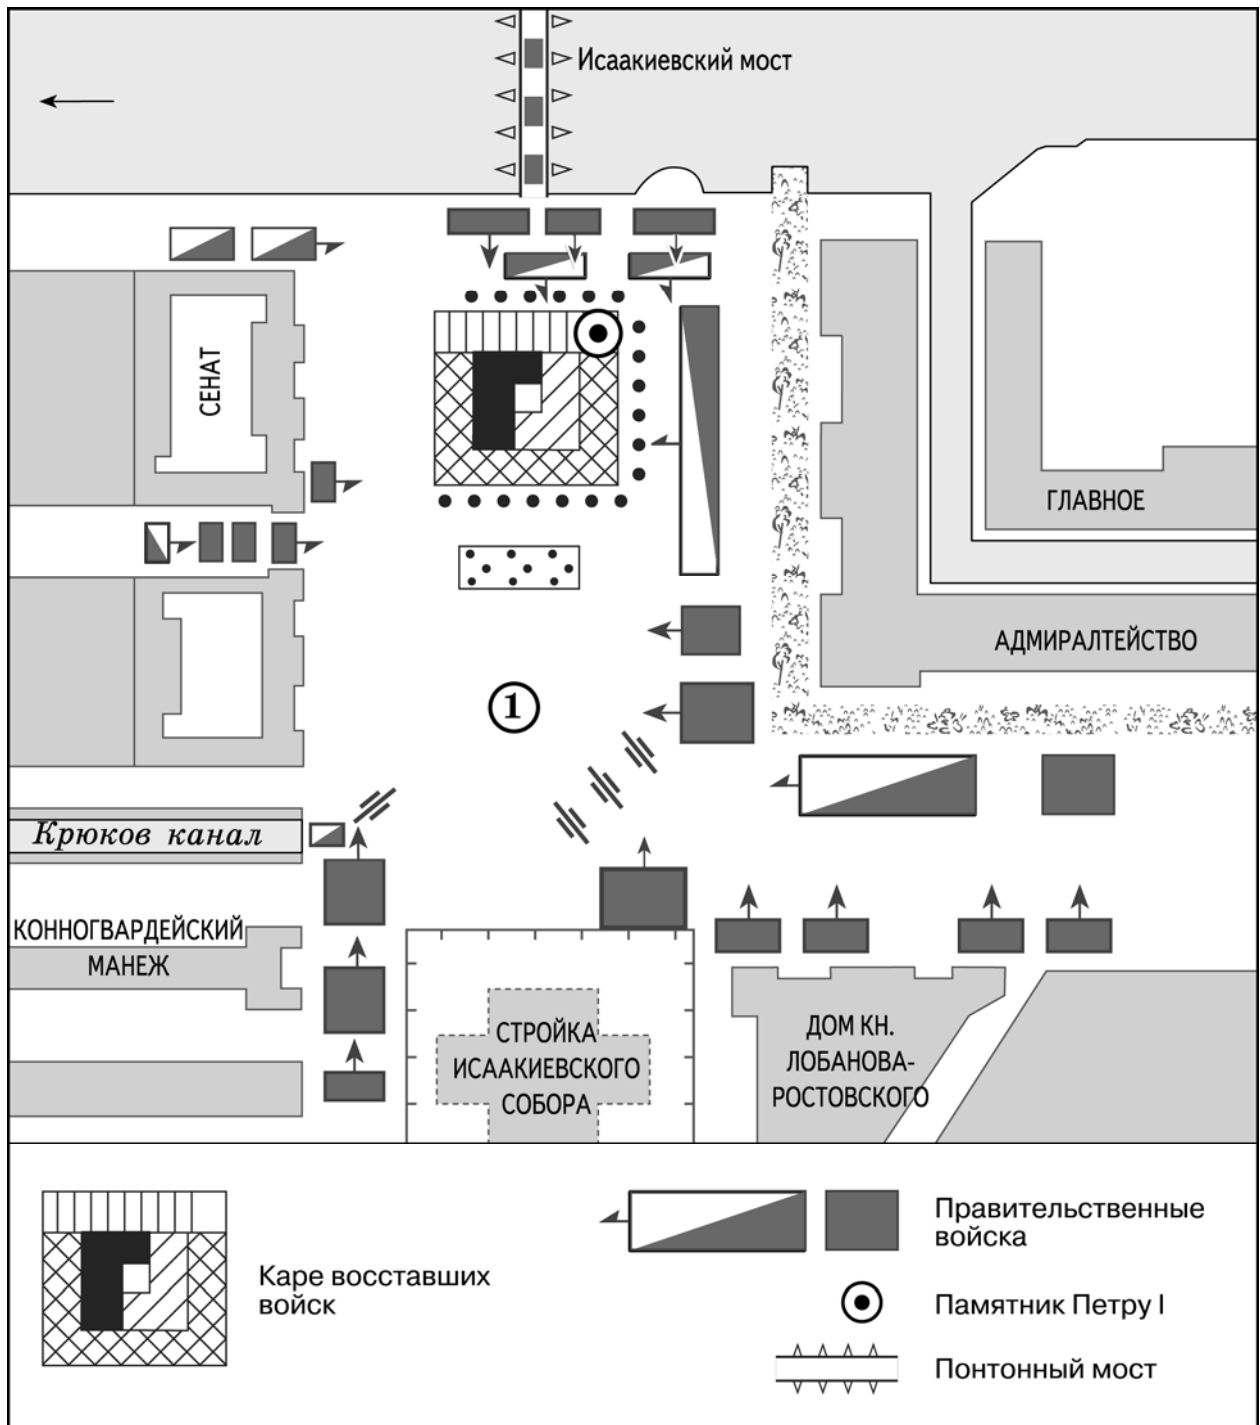 Исаакиевский мост
СЕНАТ
ГЛАВНОЕ
АДМИРАЛТЕЙСТВО
1
Крюков канал
КОННОГВАРДЕЙСКИЙ
МАНЕЖ
СТРОЙКА
ИСААКИЕВСКОГО
СОБОРА
ДОМ КН.
ЛОБАНОВА-
РОСТОВСКОГО
Каре восставших
войск
Правительственные
войска
Памятник Петру I
Понтонный мост